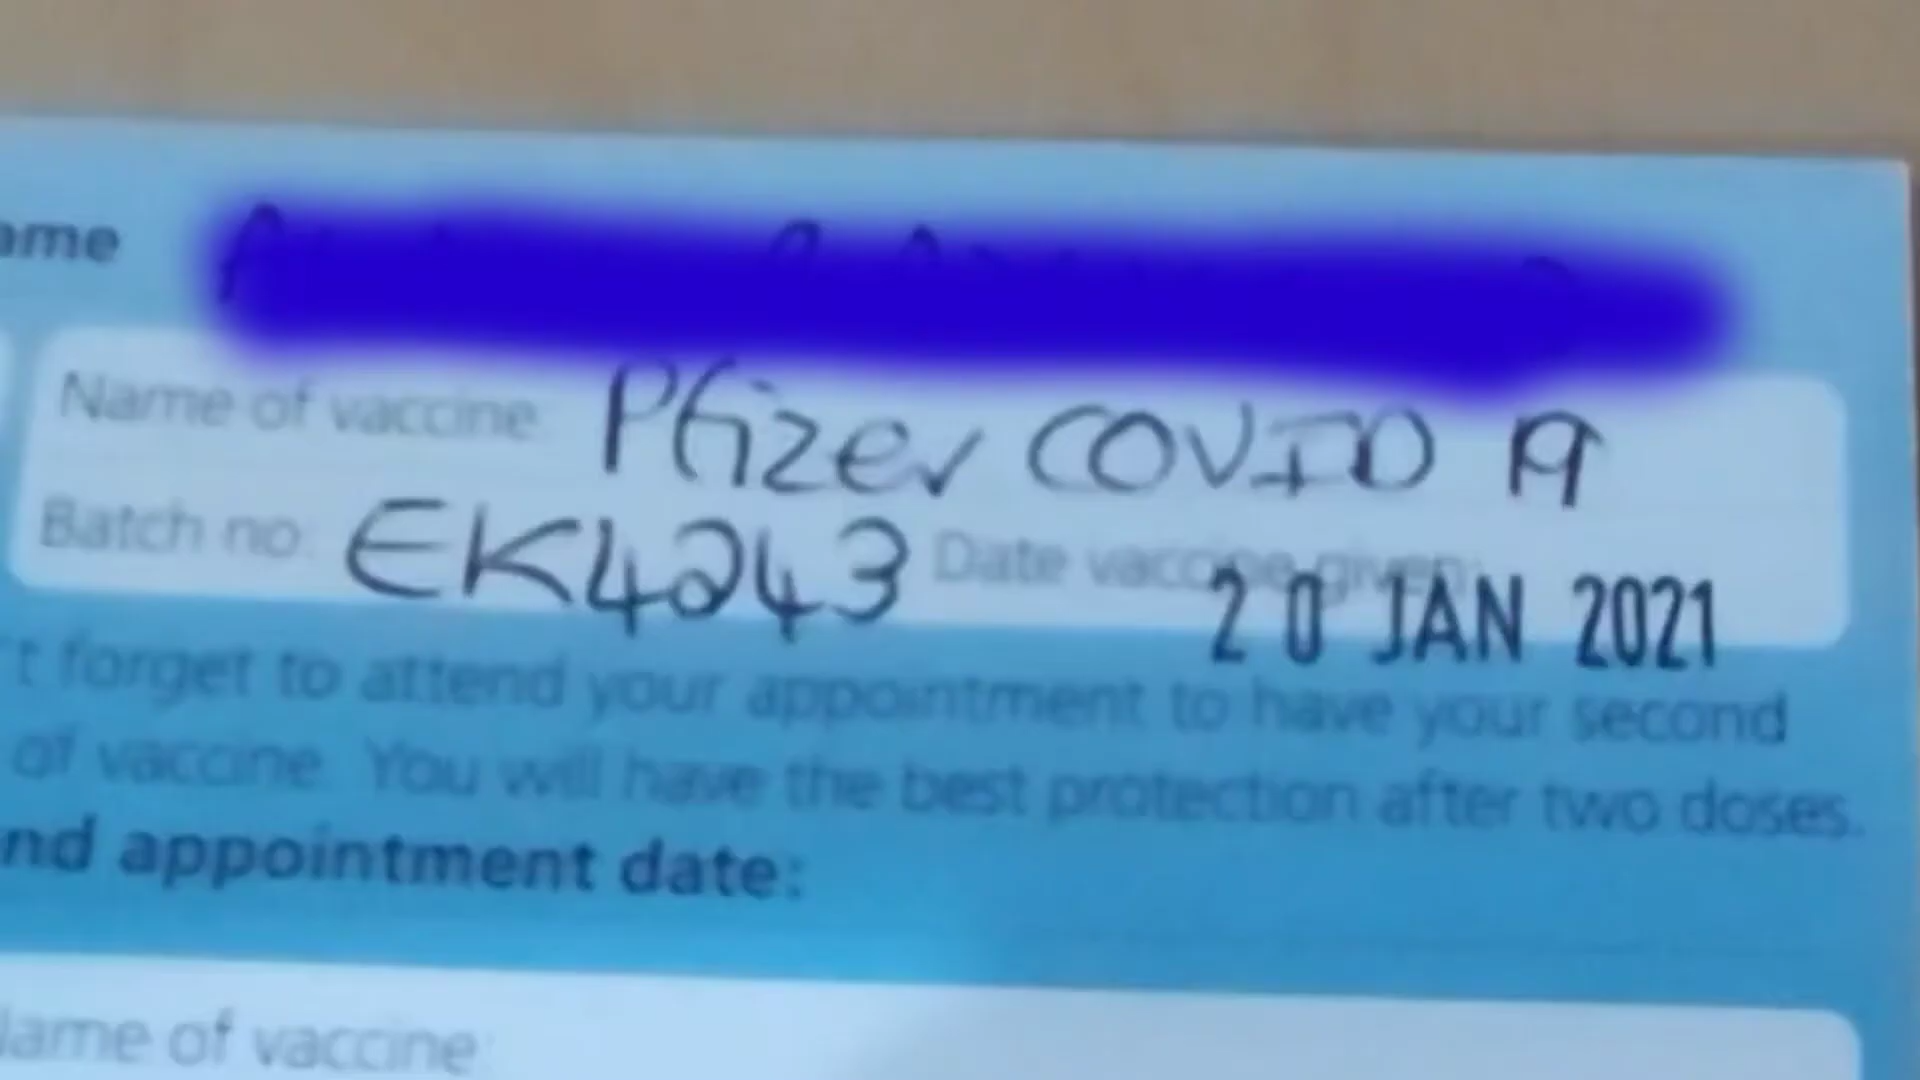 ame
Name of vaccine: Pfizer COVID 19
Batch no: EK4243 Date vaccine given:
20 JAN 2021
't forget to attend your appointment to have your second
of vaccine. You will have the best protection after two doses.
nd appointment date:
Name of vaccine: